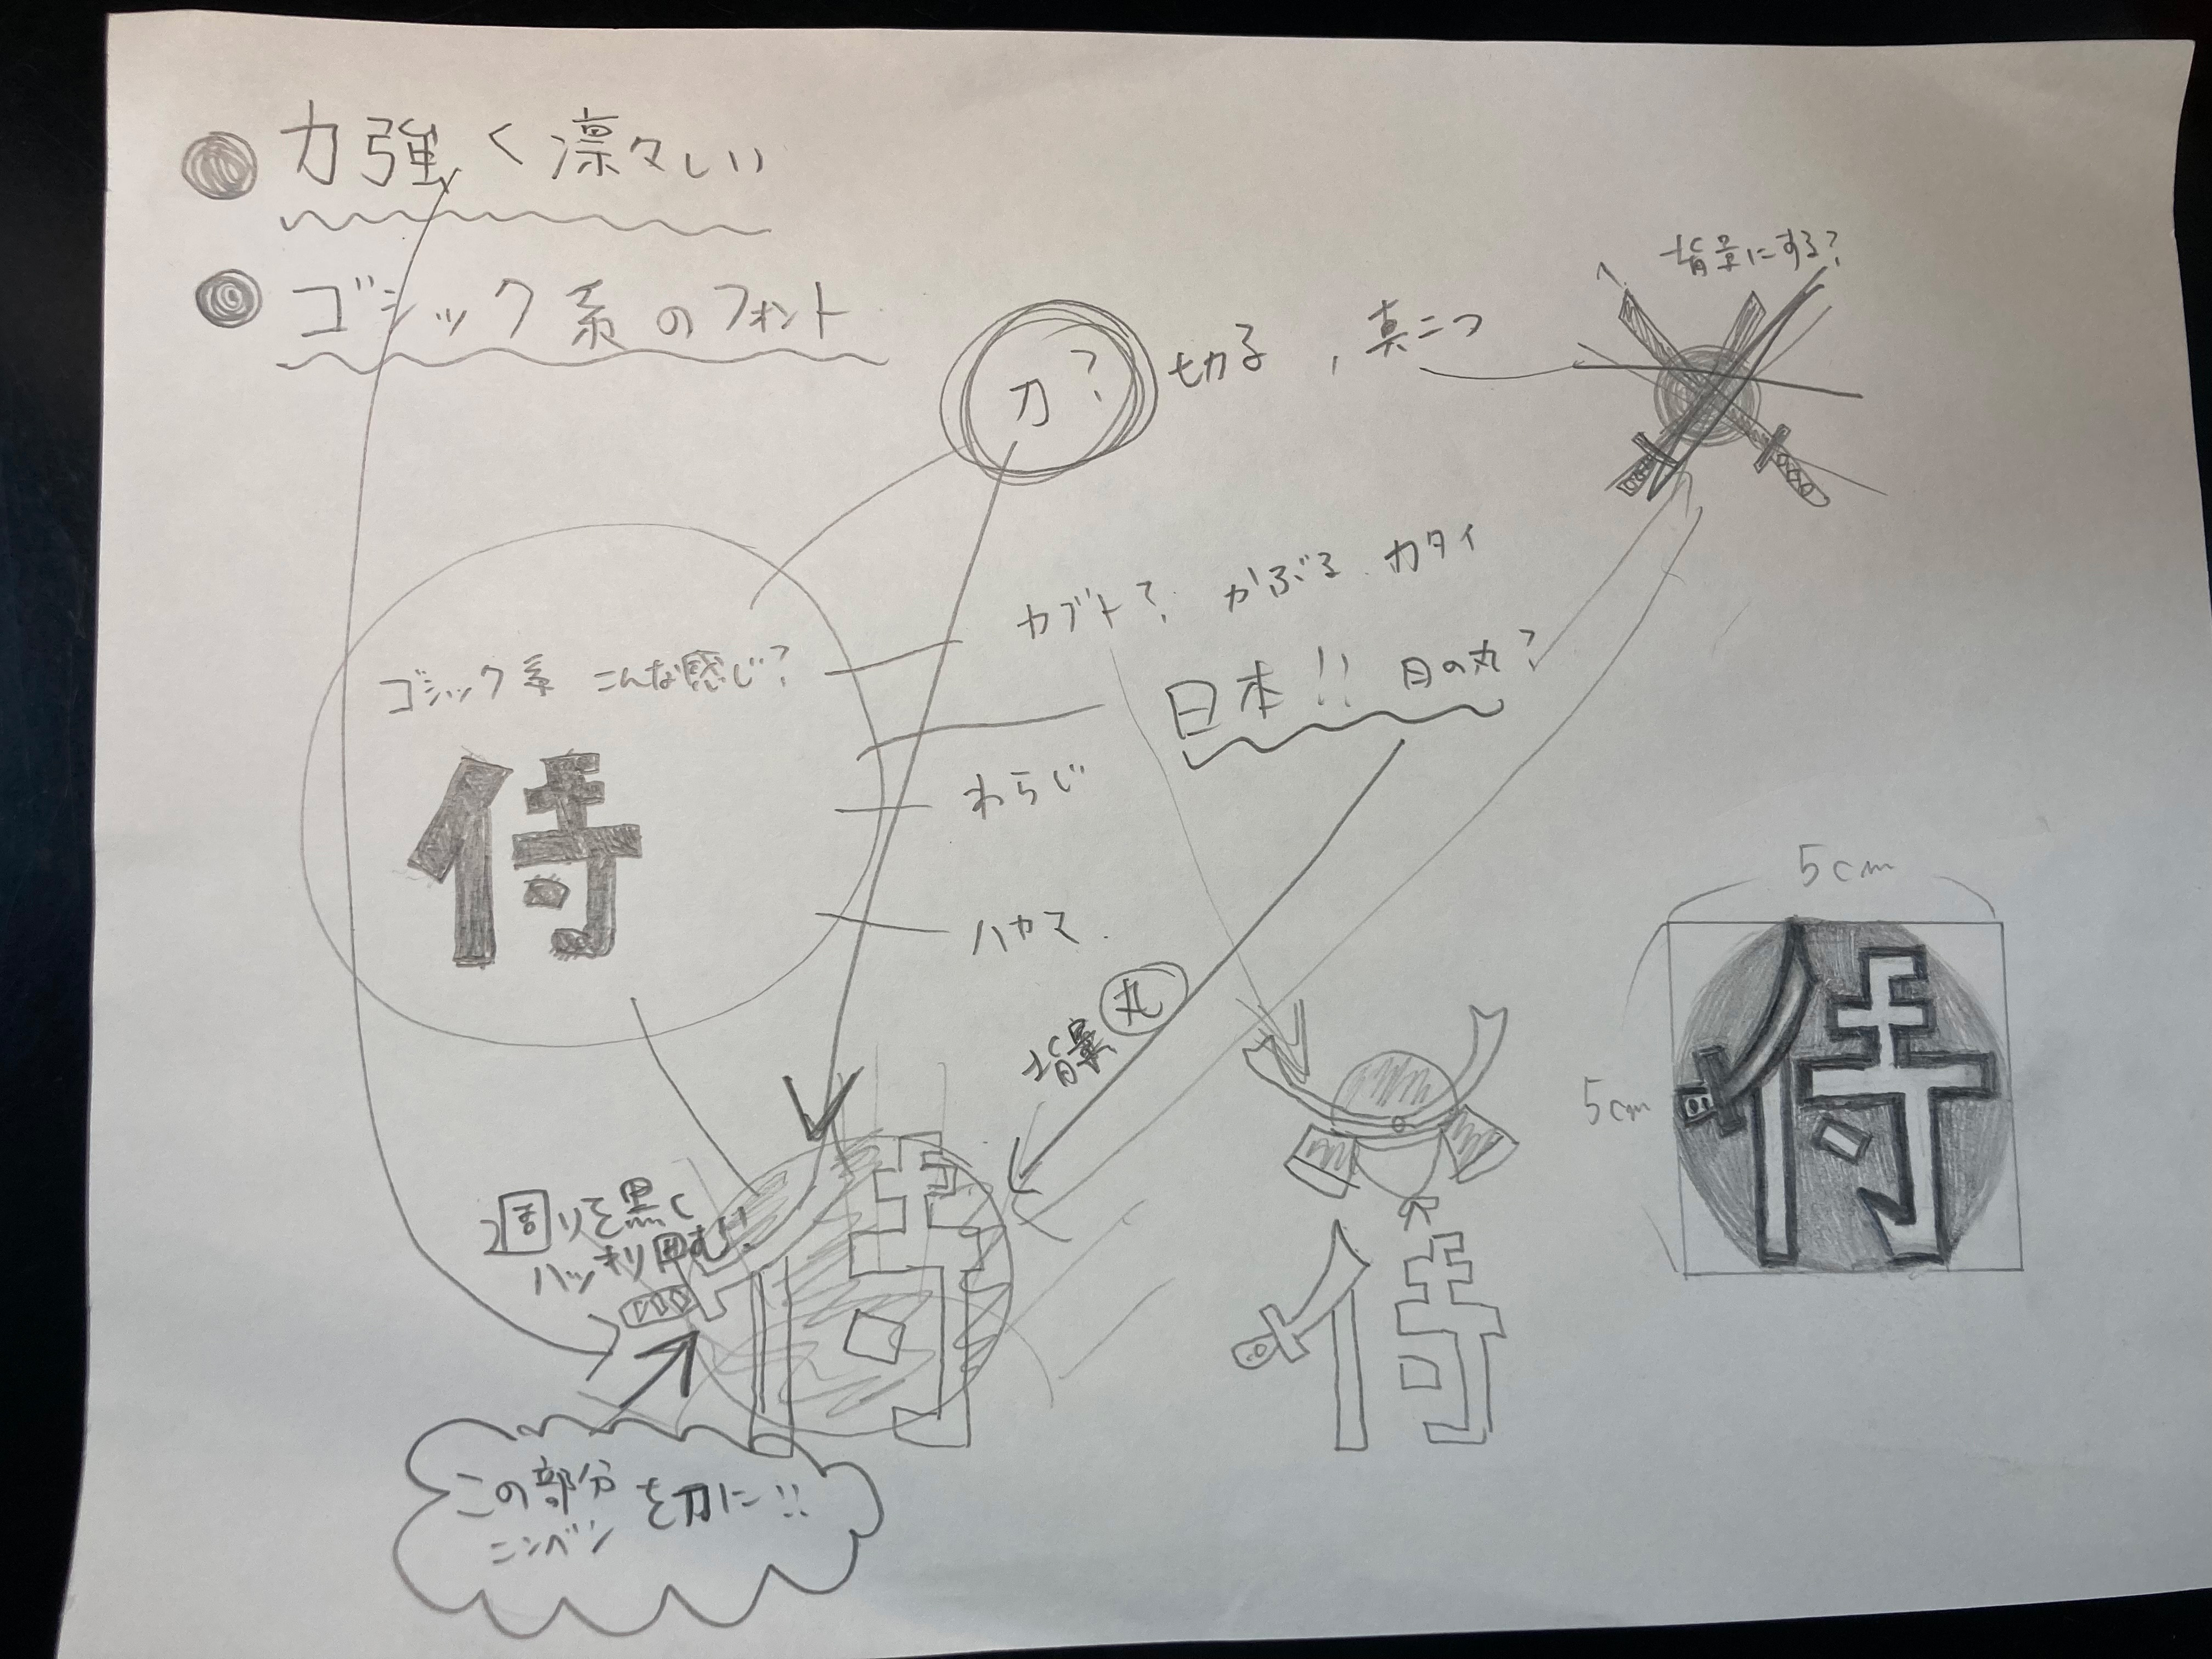 力強く凛々しい
ゴシック系のフォント
背景にする?
刀?
切る,真二つ
カブト? かぶる カタイ
ゴシック系 こんな感じ?
日本!! 日の丸?
侍
わらじ
ハカマ
背景丸
5cm
5cm
侍
周りを黒く
ハッキリ囲む!
侍
侍
この部分
ニンベン
を刀に!!